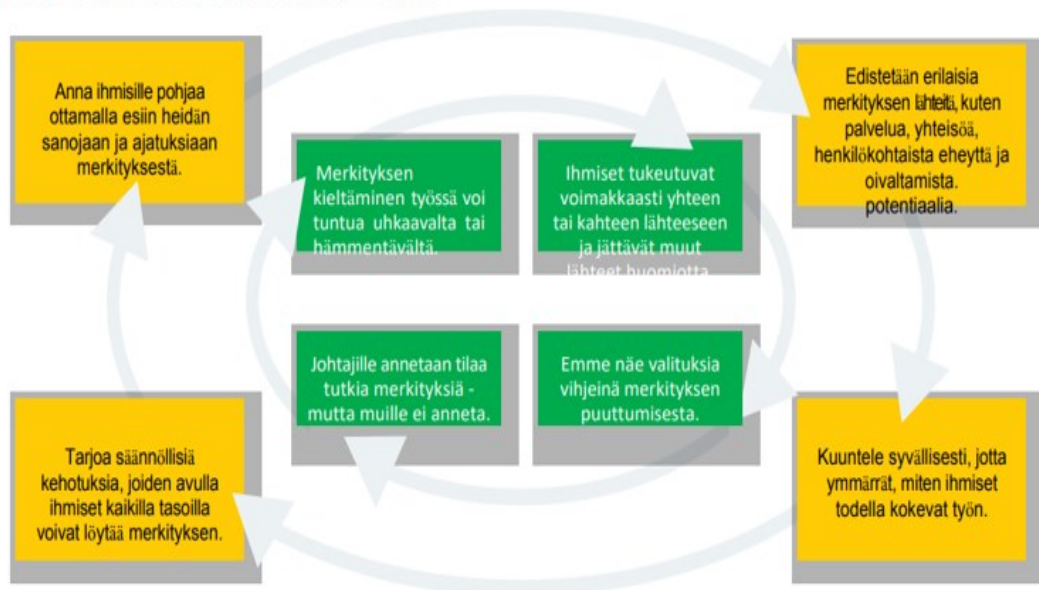 Anna ihmisille pohjaa
ottamalla esiin heidän
sanojaan ja ajatuksiaan
merkityksestä.
Merkityksen
kieltäminen työssä voi
tuntua uhkaavalta tai
hämmentävältä.
Ihmiset tukeutuvat
voimakkaasti yhteen
tai kahteen lähteeseen
ja jättävät muut
lähteet huomiotta
Edistetään erilaisia
merkityksen lähteitä, kuten
palvelua, yhteisöä,
henkilökohtaista eheyttä ja
oivaltamista.
potentiaalia.
Johtajille annetaan tilaa
tutkia merkityksiä -
mutta muille ei anneta.
Emme näe valituksia
vihjeinä merkityksen
puuttumisesta.
Tarjoa säännöllisiä
kehotuksia, joiden avulla
ihmiset kaikilla tasoilla
voivat löytää merkityksen.
Kuuntele syvällisesti, jotta
ymmärrät, miten ihmiset
todella kokevat työn.